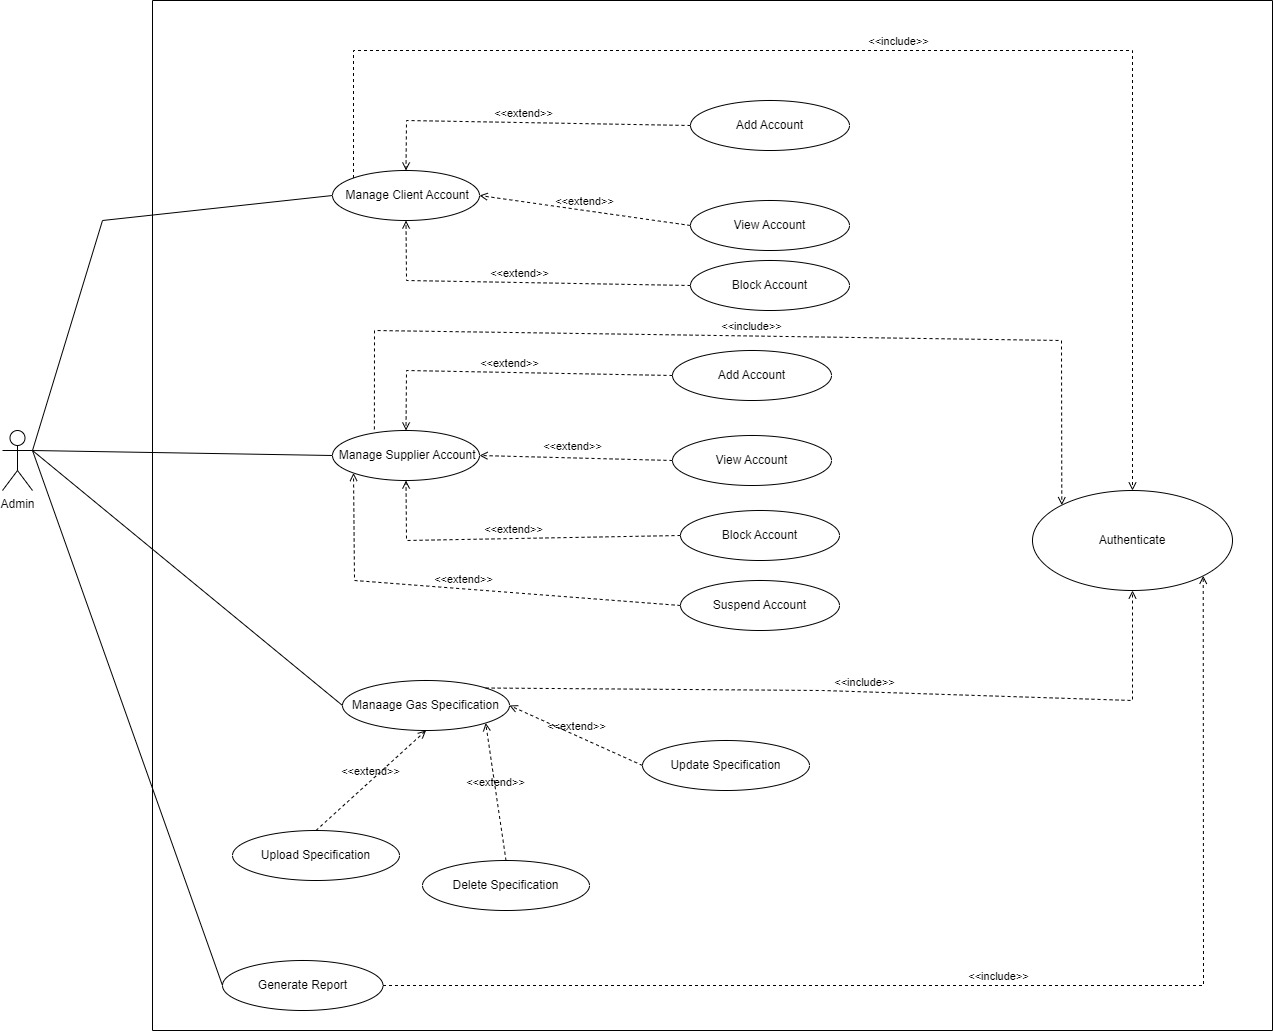 <<include>>
<<extend>>
Add Account
Manage Client Account
<<extend>>
View Account
<<extend>>
Block Account
<<include>>
<<extend>>
Add Account
Admin
Manage Supplier Account
<<extend>>
View Account
<<extend>>
Block Account
<<extend>>
Suspend Account
Authenticate
<<include>>
Manaage Gas Specification
<<extend>>
Update Specification
<<extend>>
<<extend>>
Upload Specification
Delete Specification
<<include>>
Generate Report